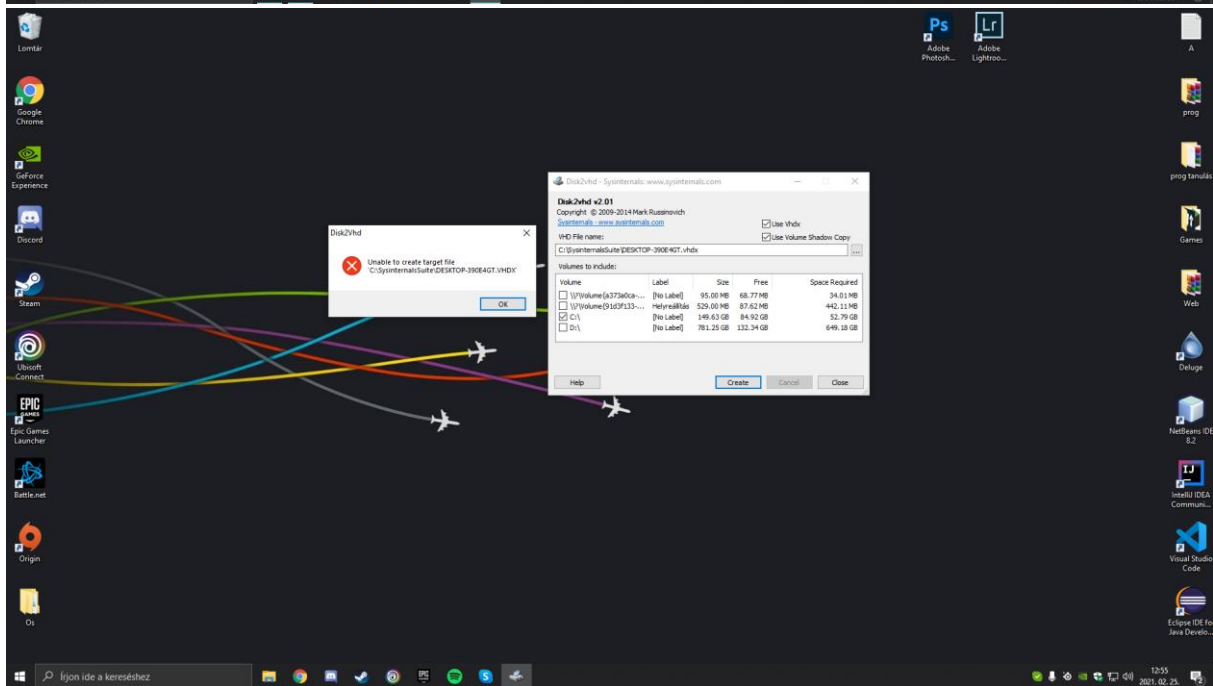 Lomtár
Google
Chrome
GeForce
Experience
Discord
Steam
Ubisoft
Connect
EPIC
GAMES
Epic Games
Launcher
Battle.net
Origin
Os
Disk2Vhd
Unable to create target file
'C:\SysinternalsSuite\DESKTOP-390E4GT.VHDX'
OK
Disk2vhd - Sysinternals: www.sysinternals.com
Disk2vhd v2.01
Copyright © 2009-2014 Mark Russinovich
Sysinternals - www.sysinternals.com
Use Vhdx
VHD File name:
Use Volume Shadow Copy
C:\SysinternalsSuite\DESKTOP-390E4GT.vhdx
...
Volumes to include:
Volume Label Size Free Space Required
\\?\Volume{a373a0ca-... [No Label] 95.00 MB 68.77 MB 34.01 MB
\\?\Volume{91d3f133-... Helyreállítás 529.00 MB 87.62 MB 442.11 MB
C:\ [No Label] 149.63 GB 84.92 GB 52.79 GB
D:\ [No Label] 781.25 GB 132.34 GB 649.18 GB
Help Create Cancel Close
Ps
Adobe
Photosh...
Lr
Adobe
Lightroo...
A
prog
prog tanulás
Games
Web
Deluge
NetBeans IDE
8.2
IJ
IntelliJ IDEA
Communi...
Visual Studio
Code
Eclipse IDE fo
Java Develo...
Írjon ide a kereséshez
EPIC
12:55
2021. 02. 25.
2